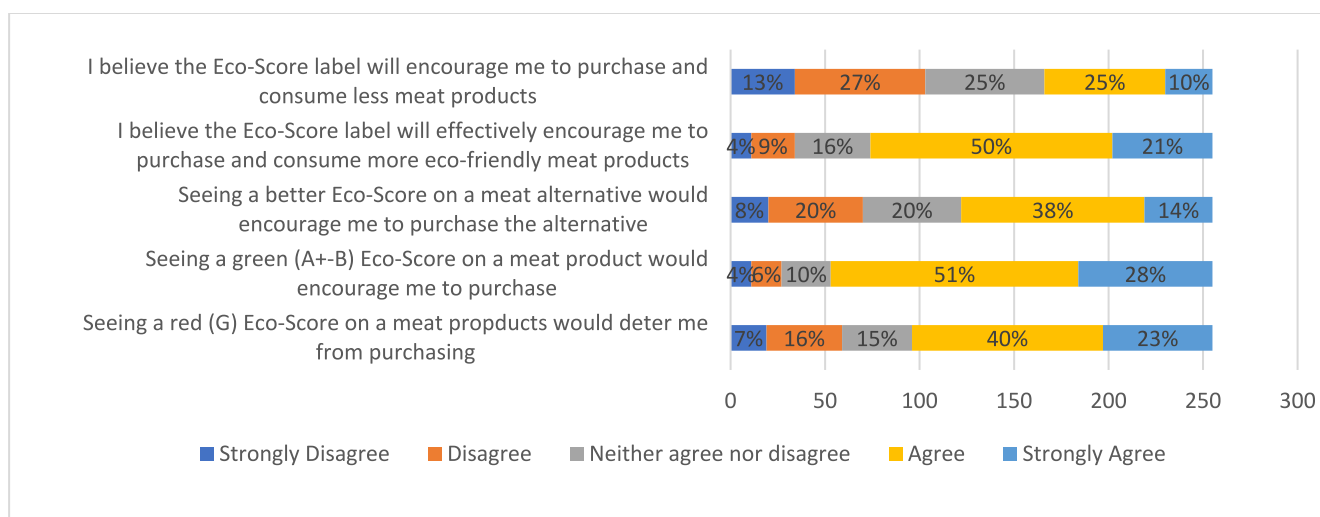 I believe the Eco-Score label will encourage me to purchase and
consume less meat products
13% 27% 25% 25% 10%
I believe the Eco-Score label will effectively encourage me to
purchase and consume more eco-friendly meat products
4% 9% 16% 50% 21%
Seeing a better Eco-Score on a meat alternative would
encourage me to purchase the alternative
8% 20% 20% 38% 14%
Seeing a green (A+-B) Eco-Score on a meat product would
encourage me to purchase
4% 6% 10% 51% 28%
Seeing a red (G) Eco-Score on a meat propducts would deter me
from purchasing
7% 16% 15% 40% 23%
0 50 100 150 200 250 300
Strongly Disagree Disagree Neither agree nor disagree Agree Strongly Agree